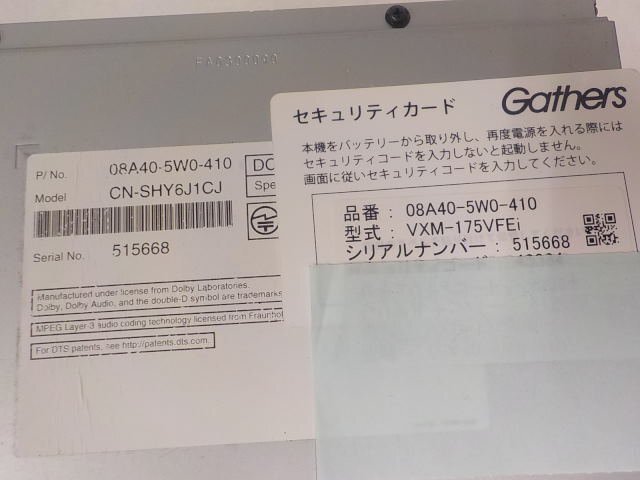 FA0300040
P/ No. 08A40-5W0-410
Model CN-SHY6J1CJ
Serial No. 515668
DC
Spe
Manufactured under license from Dolby Laboratories.
Dolby, Dolby Audio, and the double-D symbol are trademarks
MPEG Layer-3 audio coding technology licensed from Fraunhof
For DTS patents, see http://patents.dts.com.
セキュリティカード Gathers
本機をバッテリーから取り外し、再度電源を入れる際には
セキュリティコードを入力しないと起動しません。
画面に従いセキュリティコードを入力してください。
品番： 08A40-5W0-410
型式： VXM-175VFEi
シリアルナンバー： 515668